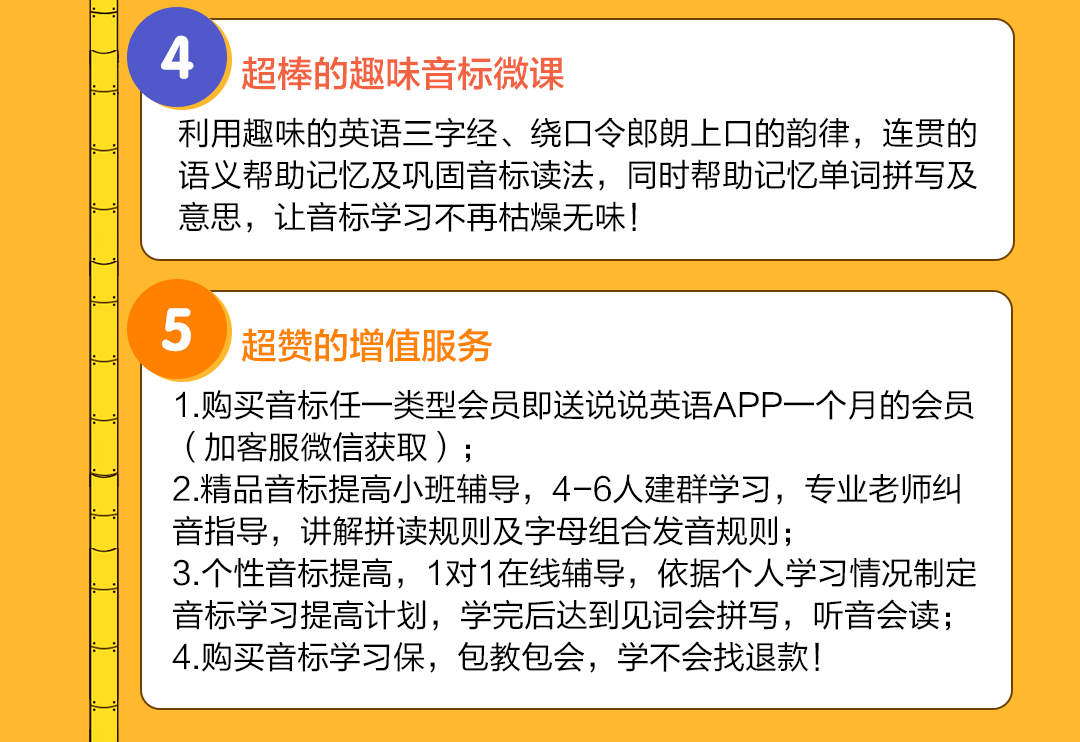 4
超棒的趣味音标微课
利用趣味的英语三字经、绕口令郎朗上口的韵律，连贯的
语义帮助记忆及巩固音标读法，同时帮助记忆单词拼写及
意思，让音标学习不再枯燥无味！
5
超赞的增值服务
1.购买音标任一类型会员即送说说英语APP一个月的会员
（加客服微信获取）；
2.精品音标提高小班辅导，4-6人建群学习，专业老师纠
音指导，讲解拼读规则及字母组合发音规则；
3.个性音标提高，1对1在线辅导，依据个人学习情况制定
音标学习提高计划，学完后达到见词会拼写，听音会读；
4.购买音标学习保，包教包会，学不会找退款！